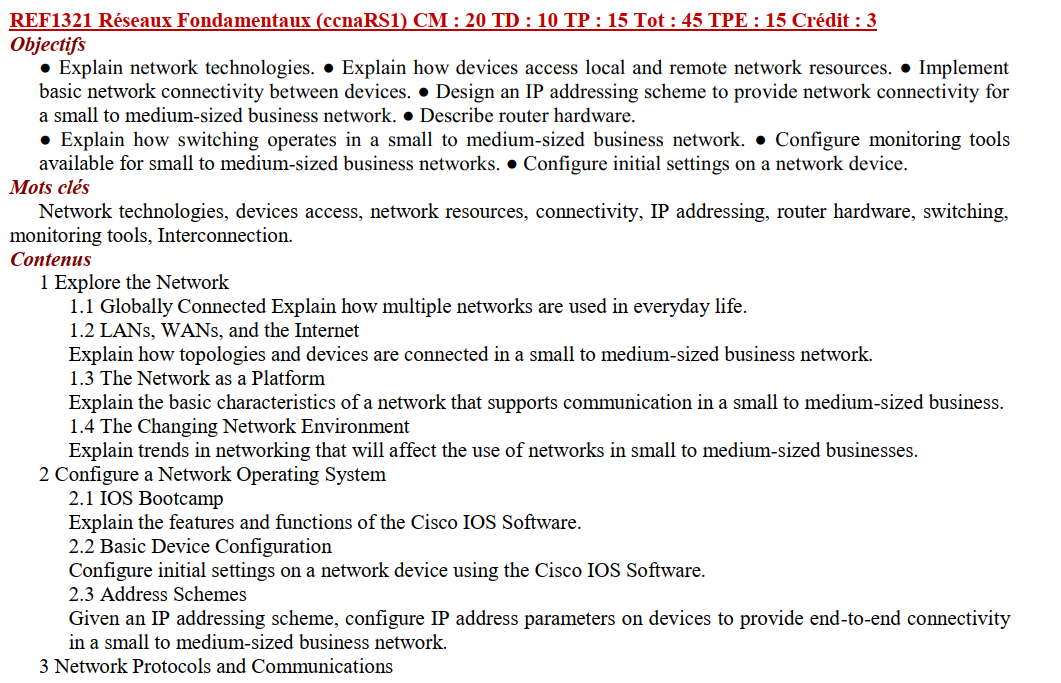 REF1321 Réseaux Fondamentaux (ccnaRS1) CM : 20 TD : 10 TP : 15 Tot : 45 TPE : 15 Crédit : 3
Objectifs
● Explain network technologies. ● Explain how devices access local and remote network resources. ● Implement
basic network connectivity between devices. ● Design an IP addressing scheme to provide network connectivity for
a small to medium-sized business network. ● Describe router hardware.
● Explain how switching operates in a small to medium-sized business network. ● Configure monitoring tools
available for small to medium-sized business networks. ● Configure initial settings on a network device.
Mots clés
Network technologies, devices access, network resources, connectivity, IP addressing, router hardware, switching,
monitoring tools, Interconnection.
Contenus
1 Explore the Network
1.1 Globally Connected Explain how multiple networks are used in everyday life.
1.2 LANs, WANs, and the Internet
Explain how topologies and devices are connected in a small to medium-sized business network.
1.3 The Network as a Platform
Explain the basic characteristics of a network that supports communication in a small to medium-sized business.
1.4 The Changing Network Environment
Explain trends in networking that will affect the use of networks in small to medium-sized businesses.
2 Configure a Network Operating System
2.1 IOS Bootcamp
Explain the features and functions of the Cisco IOS Software.
2.2 Basic Device Configuration
Configure initial settings on a network device using the Cisco IOS Software.
2.3 Address Schemes
Given an IP addressing scheme, configure IP address parameters on devices to provide end-to-end connectivity
in a small to medium-sized business network.
3 Network Protocols and Communications